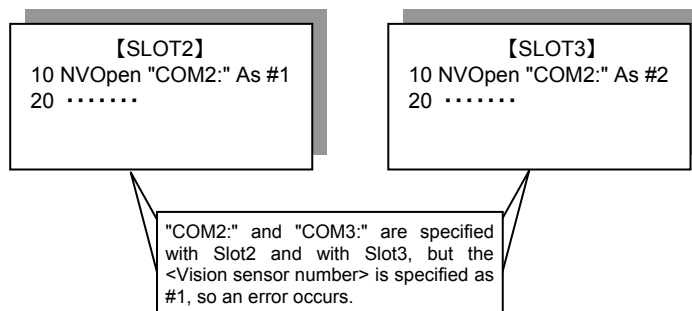 【SLOT2】
10 NVOpen "COM2:" As #1
20 ·······
【SLOT3】
10 NVOpen "COM2:" As #2
20 ·······
"COM2:" and "COM3:" are specified
with Slot2 and with Slot3, but the
<Vision sensor number> is specified as
#1, so an error occurs.